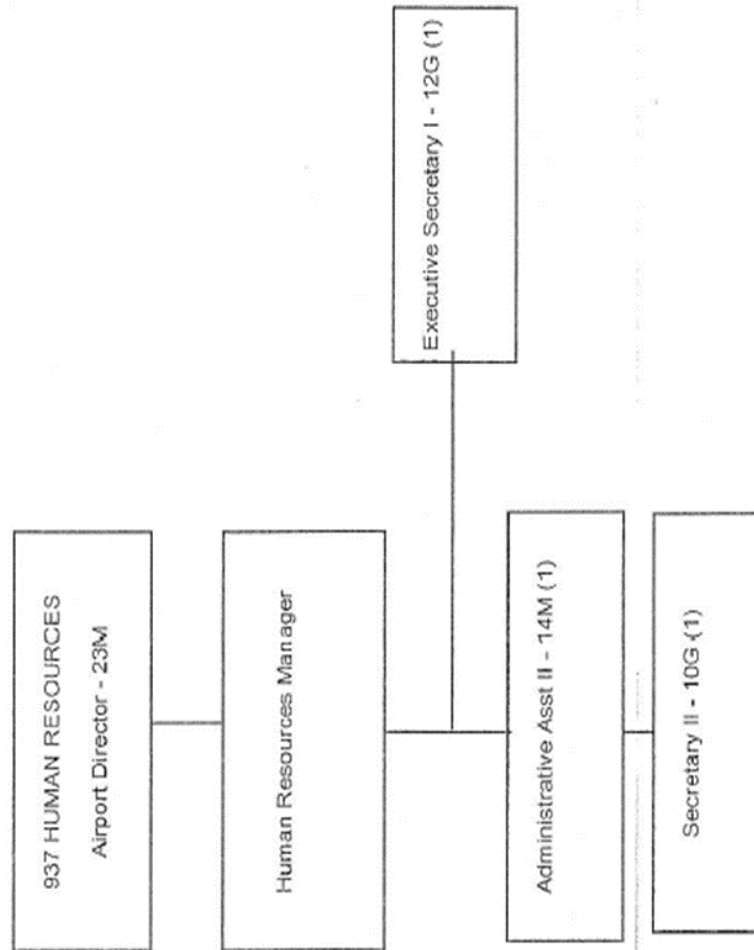 937 HUMAN RESOURCES
Airport Director - 23M
Human Resources Manager
Executive Secretary I - 12G (1)
Administrative Asst II - 14M (1)
Secretary II - 10G (1)